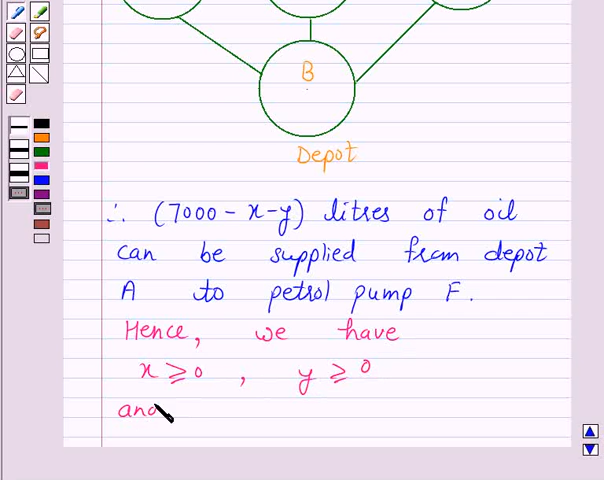 B
Depot
∴ (7000 - x - y) litres of oil
can be supplied from depot
A to petrol pump F.
Hence, we have
x ⩾ 0 , y ⩾ 0
and